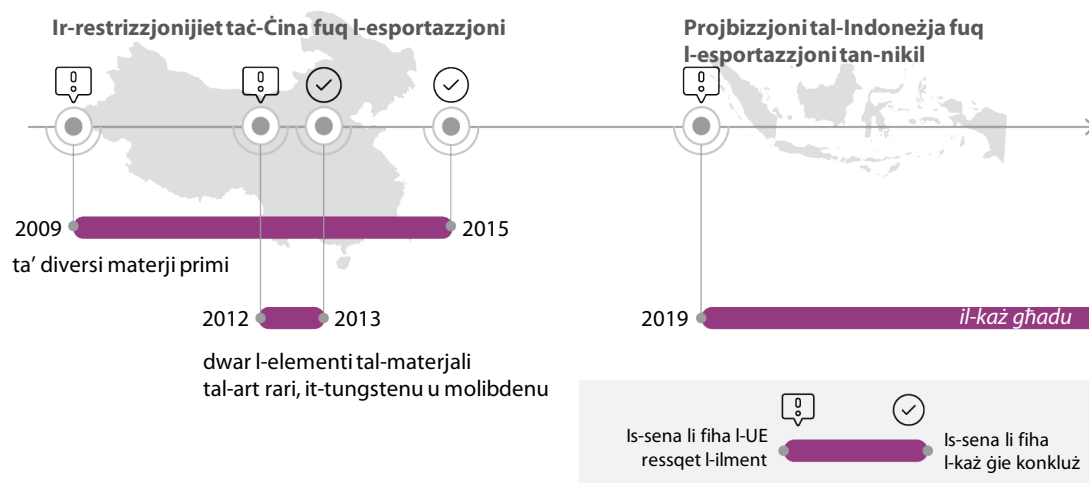 Ir-restrizzjonijiet taċ-Ċina fuq l-esportazzjoni
Projbizzjoni tal-Indoneżja fuq
l-esportazzjoni tan-nikil
2009
2015
ta' diversi materji primi
2012
2013
dwar l-elementi tal-materjali
tal-art rari, it-tungstenu u molibdenu
2019
il-każ għadu
Is-sena li fiha l-UE
ressqet l-ilment
Is-sena li fiha
l-każ ġie konkluż